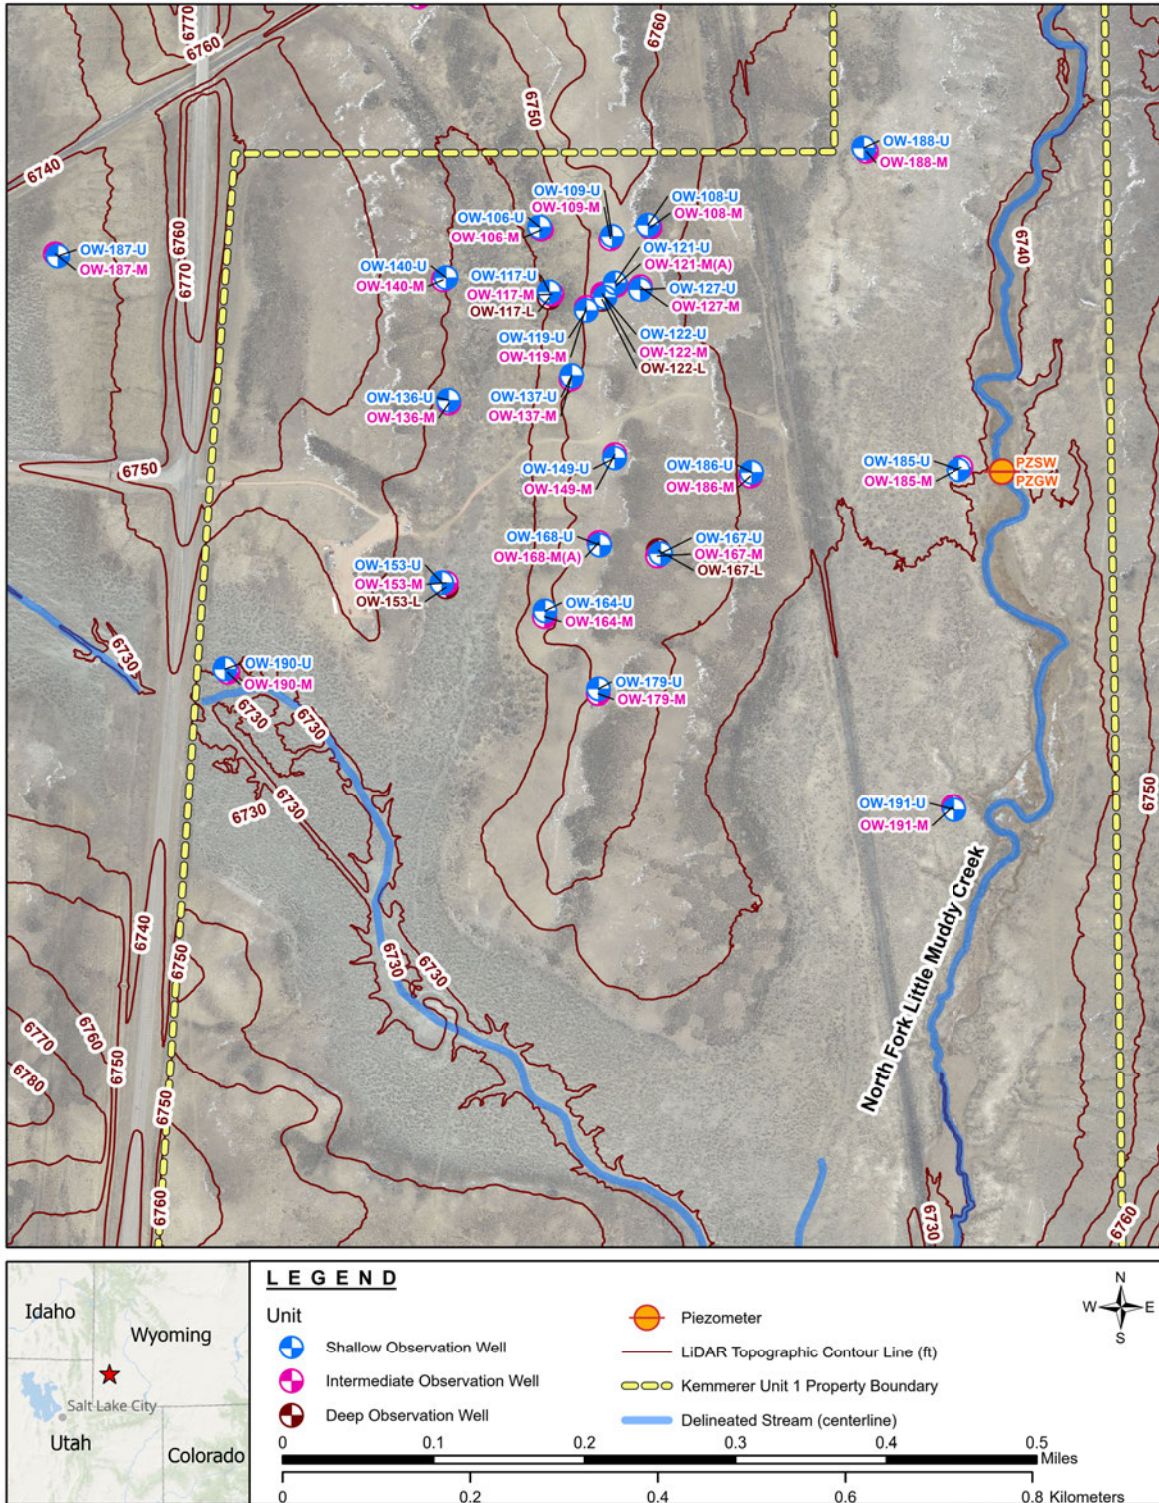 6770
6760
6760
6750
6740
OW-188-U
OW-188-M
OW-109-U
OW-109-M
OW-108-U
OW-108-M
OW-106-U
OW-106-M
6760
6770
6740
OW-187-U
OW-187-M
OW-121-U
OW-121-M(A)
OW-140-U
OW-140-M
OW-117-U
OW-117-M
OW-117-L
OW-127-U
OW-127-M
OW-119-U
OW-119-M
OW-122-U
OW-122-M
OW-122-L
OW-136-U
OW-136-M
OW-137-U
OW-137-M
6750
OW-149-U
OW-149-M
OW-186-U
OW-186-M
OW-185-U
OW-185-M
PZSW
PZGW
OW-168-U
OW-168-M(A)
OW-167-U
OW-167-M
OW-167-L
OW-153-U
OW-153-M
OW-153-L
OW-164-U
OW-164-M
6730
OW-190-U
OW-190-M
OW-179-U
OW-179-M
6730
6730
6730
6730
6750
OW-191-U
OW-191-M
North Fork Little Muddy Creek
6740
6750
6730
6730
6770
6760
6750
6780
6750
6760
6730
6760
Idaho
Wyoming
Salt Lake City
Utah
Colorado
LEGEND
Unit
Shallow Observation Well
Intermediate Observation Well
Deep Observation Well
Piezometer
LiDAR Topographic Contour Line (ft)
Kemmerer Unit 1 Property Boundary
Delineated Stream (centerline)
N
W E
S
0 0.1 0.2 0.3 0.4 0.5
Miles
0 0.2 0.4 0.6 0.8 Kilometers